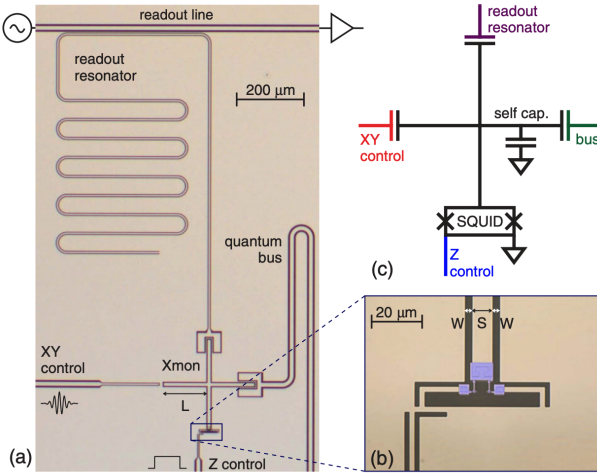 readout line
readout
resonator
200 μm
quantum
bus
XY
control
Xmon
L
Z control
(a)
readout
resonator
self cap.
XY
control
bus
SQUID
Z
control
(c)
20 μm
W S W
(b)